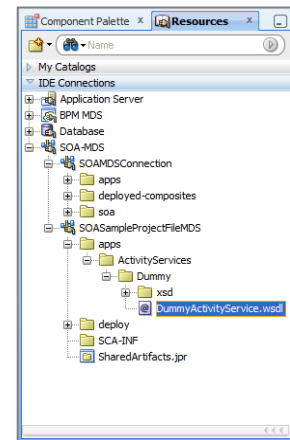 Component Palette
Resources
Name
My Catalogs
IDE Connections
Application Server
BPM MDS
Database
SOA-MDS
SOAMDSConnection
apps
deployed-composites
soa
SOASampleProjectFileMDS
apps
ActivityServices
Dummy
xsd
DummyActivityService.wsdl
deploy
SCA-INF
SharedArtifacts.jpr